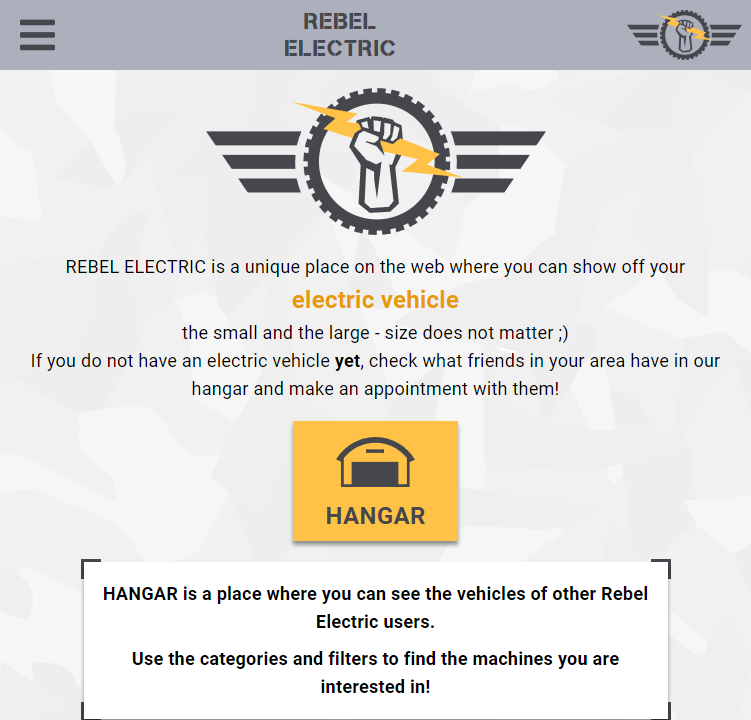 REBEL
ELECTRIC
REBEL ELECTRIC is a unique place on the web where you can show off your
electric vehicle
the small and the large - size does not matter ;)
If you do not have an electric vehicle yet, check what friends in your area have in our
hangar and make an appointment with them!
HANGAR
HANGAR is a place where you can see the vehicles of other Rebel
Electric users.
Use the categories and filters to find the machines you are
interested in!